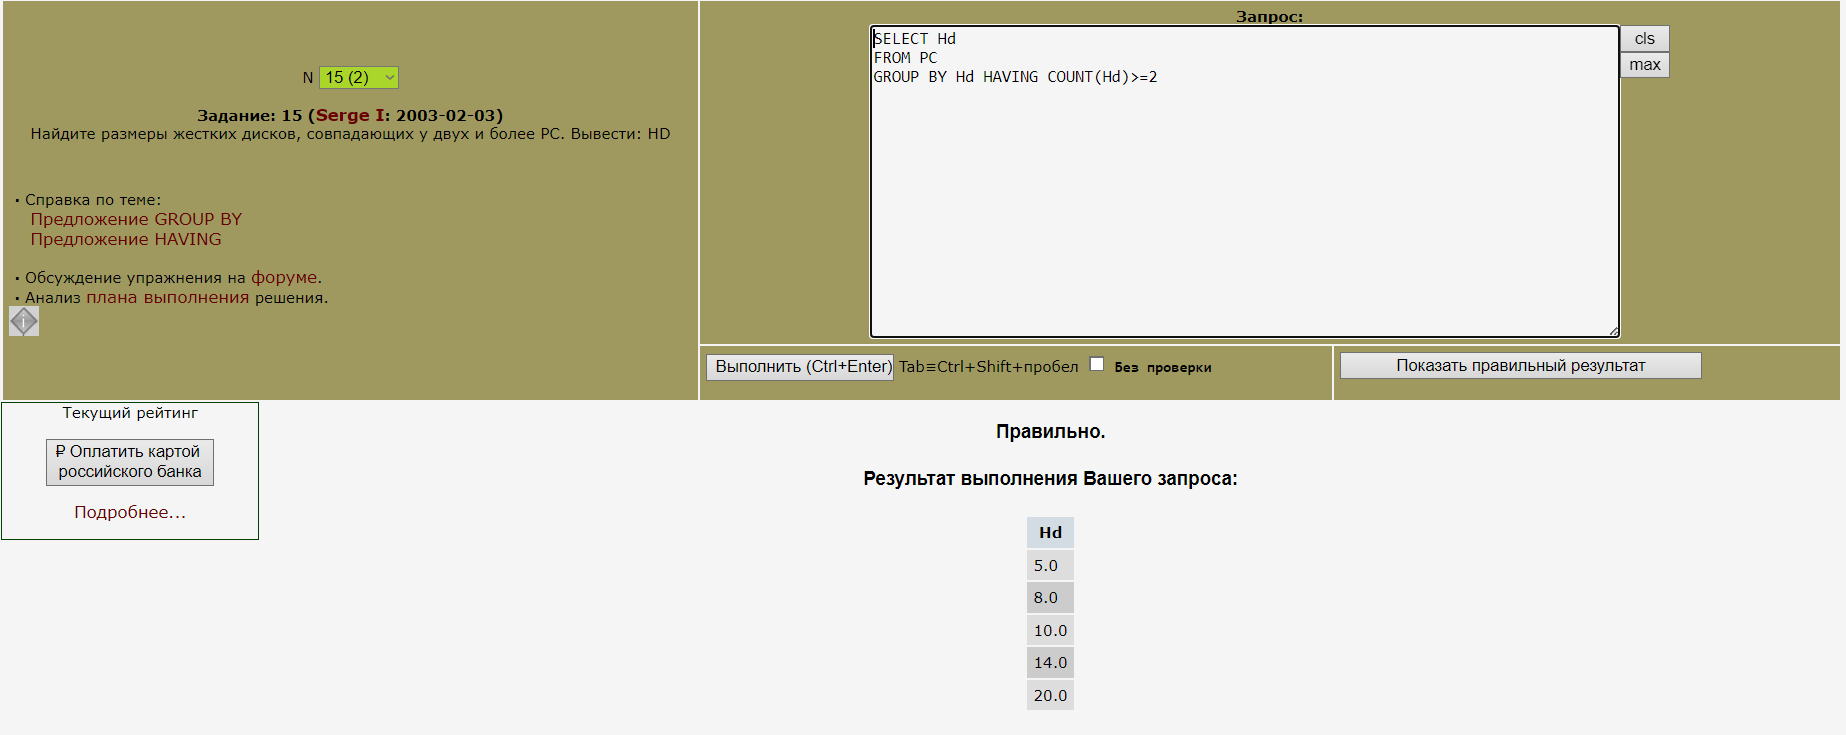 N 15 (2)
Задание: 15 (Serge I: 2003-02-03)
Найдите размеры жестких дисков, совпадающих у двух и более PC. Вывести: HD
· Справка по теме:
Предложение GROUP BY
Предложение HAVING
· Обсуждение упражнения на форуме.
· Анализ плана выполнения решения.
i
Запрос:
SELECT Hd
FROM PC
GROUP BY Hd HAVING COUNT(Hd)>=2
cls
max
Выполнить (Ctrl+Enter) Tab≡Ctrl+Shift+пробел Без проверки
Показать правильный результат
Текущий рейтинг
₽ Оплатить картой
российского банка
Подробнее...
Правильно.
Результат выполнения Вашего запроса:
Hd
5.0
8.0
10.0
14.0
20.0